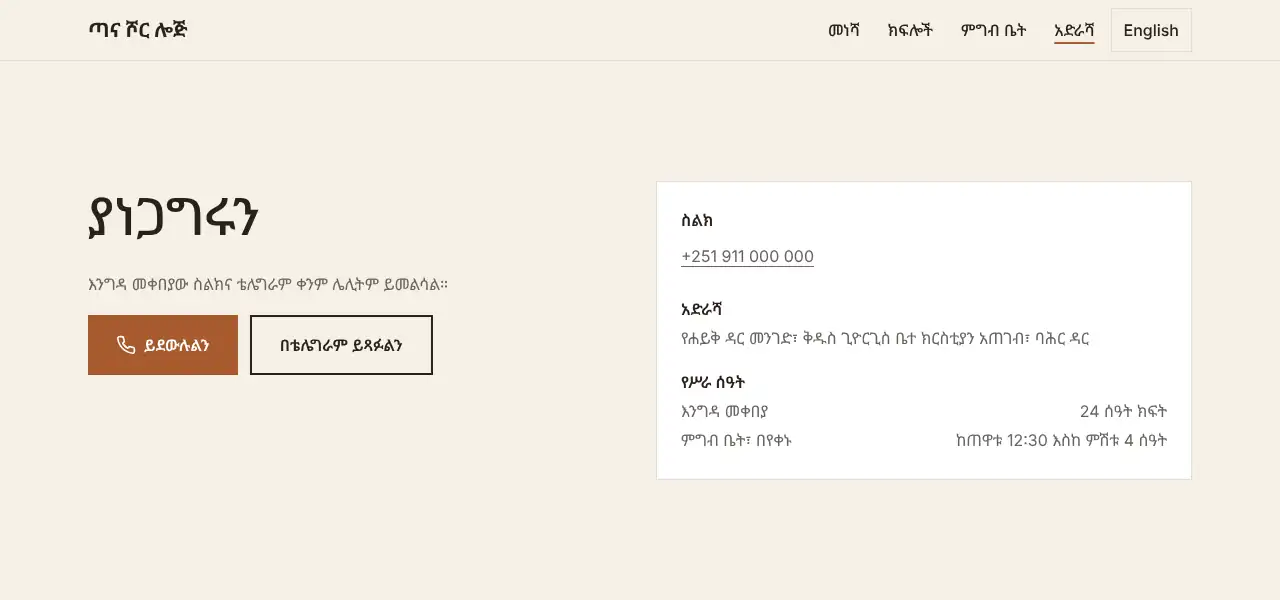 ጣና ሾር ሎጅ
መነሻ ክፍሎች ምግብ ቤት አድራሻ English
ያነጋግሩን
እንግዳ መቀበያው ስልክና ቴሌግራም ቀንም ሌሊትም ይመልሳል።
ይደውሉልን
በቴሌግራም ይጻፉልን
ስልክ
+251 911 000 000
አድራሻ
የሐይቅ ዳር መንገድ፣ ቅዱስ ጊዮርጊስ ቤተ ክርስቲያን አጠገብ፣ ባሕር ዳር
የሥራ ሰዓት
እንግዳ መቀበያ 24 ሰዓት ክፍት
ምግብ ቤት፣ በየቀኑ ከጠዋቱ 12:30 እስከ ምሽቱ 4 ሰዓት